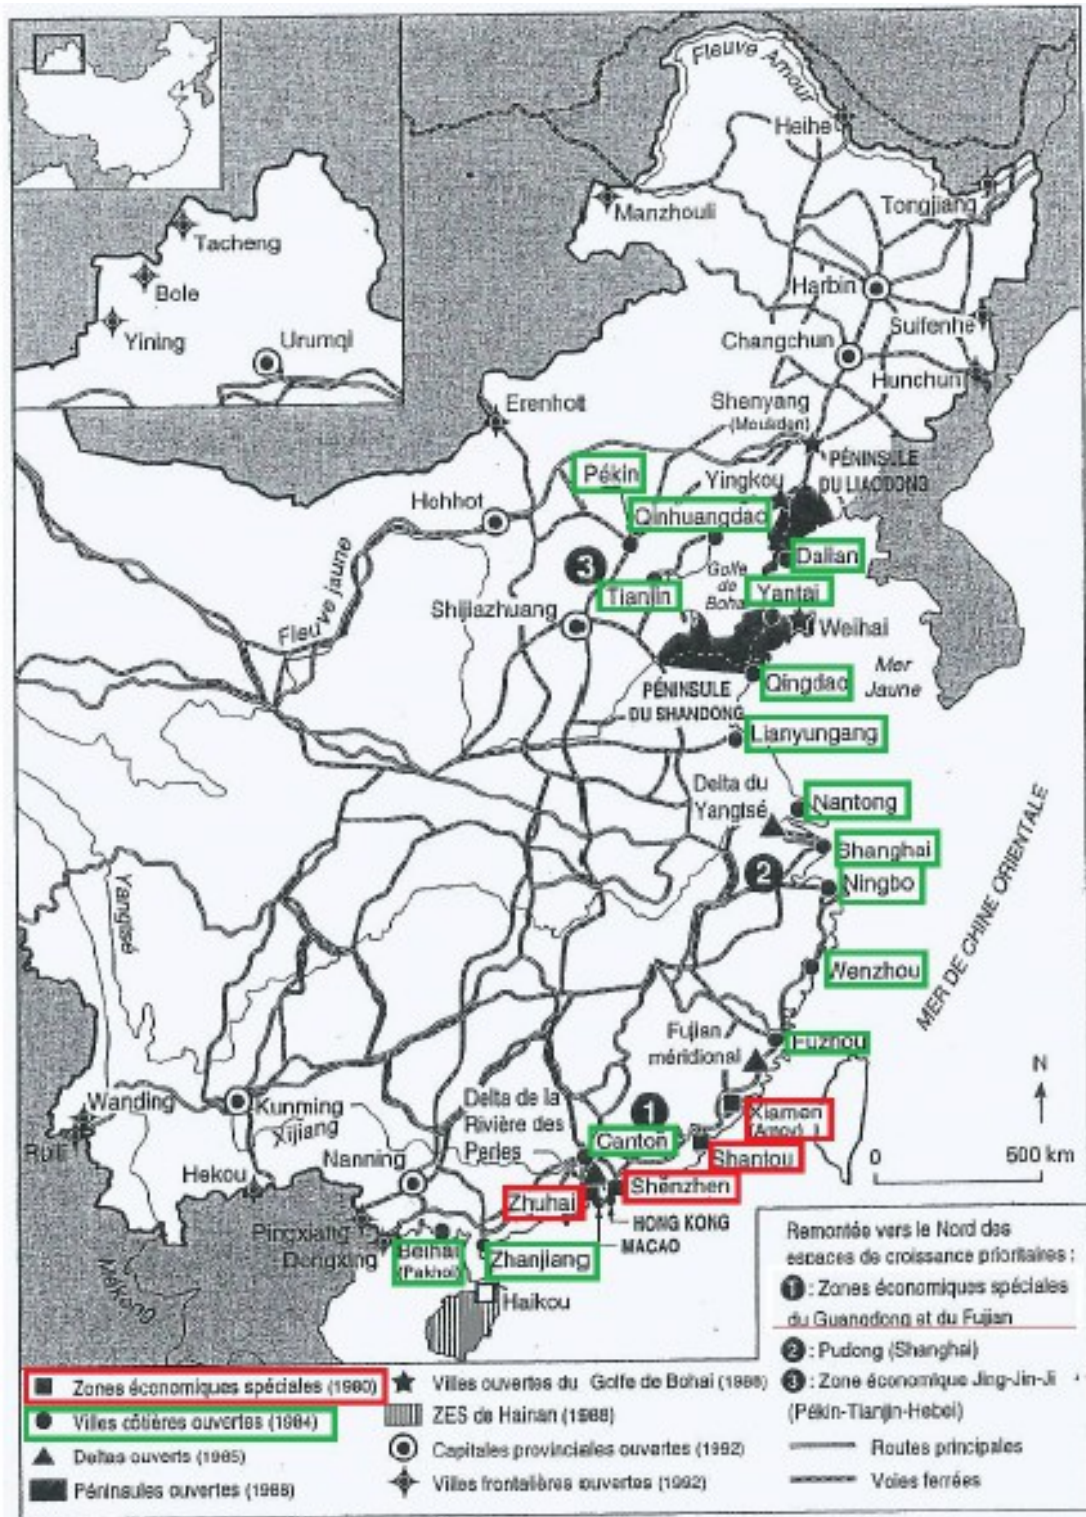 Fleuve Amour
Heihe
Manzhouli
Tongjiang
Tacheng
Bole
Yining
Urumqi
Harbin
Suifenhe
Changchun
Hunchun
Erenhot
Shenyang
(Moukden)
PÉNINSULE
DU LIAODONG
Pékin
Yingkou
Hohhot
Qinhuangdao
Fleuve jaune
3
Dalian
Golfe
de
Bohai
Tianjin
Yantai
Shijiazhuang
Weihai
Mer
Jaune
Qingdao
PÉNINSULE
DU SHANDONG
Lianyungang
Delta du
Yangtsé
Nantong
Shanghai
2
Ningbo
Yangtsé
MER DE CHINE ORIENTALE
Wenzhou
Fujian
méridional
Fuzhou
N
Wanding
Kunming
Xijiang
Delta de la
Rivière des
Perles
1
Xiamen
(Amoy)
Canton
Shantou
0
500 km
Ruili
Hekou
Nanning
Zhuhai
Shenzhen
HONG KONG
MACAO
Pingxiang
Dongxing
Beihai
(Pakhoi)
Zhanjiang
Haikou
Mékong
Remontée vers le Nord des
espaces de croissance prioritaires :
1 : Zones économiques spéciales
du Guangdong et du Fujian
2 : Pudong (Shanghai)
3 : Zone économique Jing-Jin-Ji
(Pékin-Tianjin-Hebei)
Routes principales
Voies ferrées
Zones économiques spéciales (1980)
Villes côtières ouvertes (1984)
Deltas ouverts (1985)
Péninsules ouvertes (1988)
Villes ouvertes du Golfe de Bohai (1988)
ZES de Hainan (1988)
Capitales provinciales ouvertes (1992)
Villes frontalières ouvertes (1992)